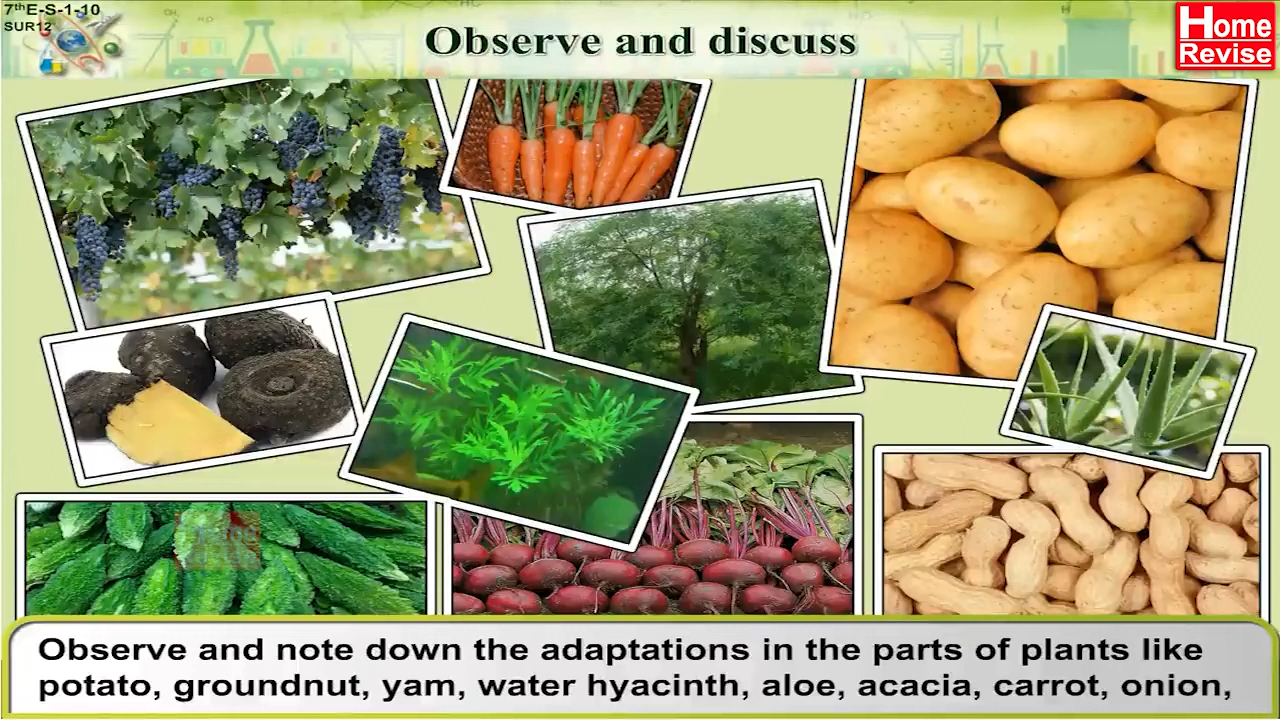 7thE-S-1-10
SUR12
Observe and discuss
Home
Revise
Observe and note down the adaptations in the parts of plants like
potato, groundnut, yam, water hyacinth, aloe, acacia, carrot, onion,